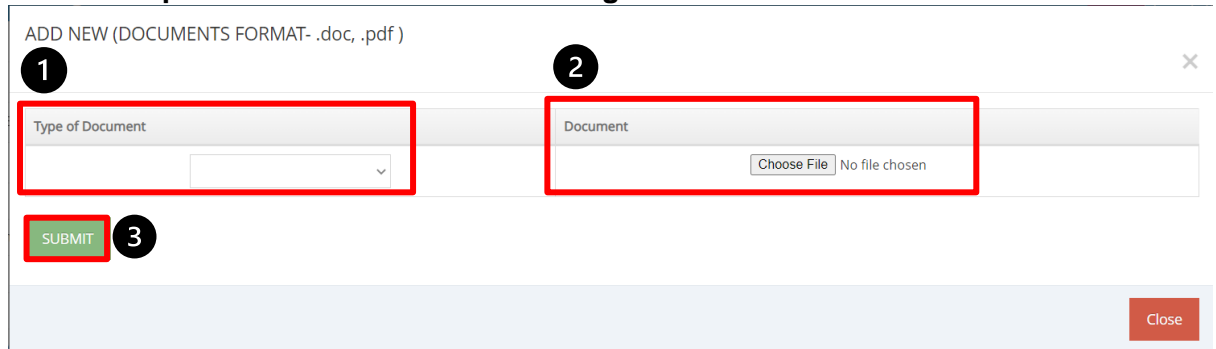 ADD NEW (DOCUMENTS FORMAT- .doc, .pdf )
1
2
×
Type of Document
Document
Choose File No file chosen
SUBMIT
3
Close